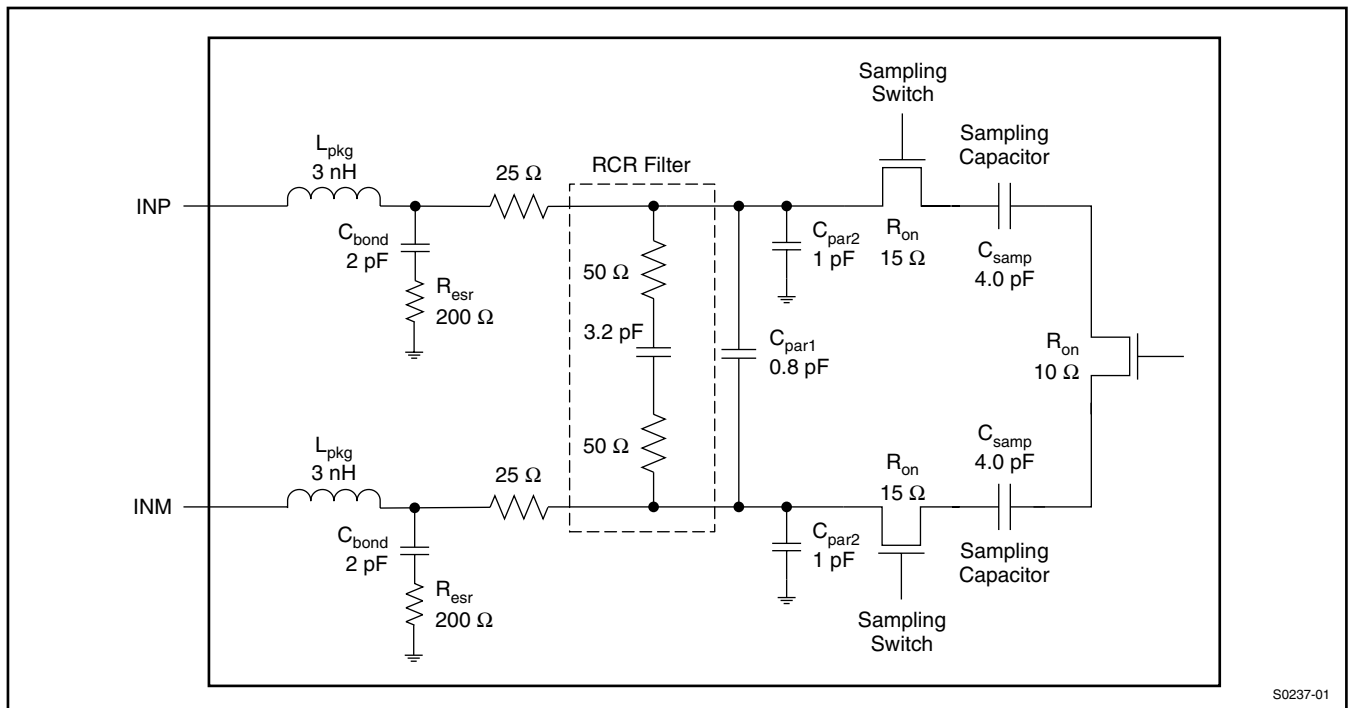 Sampling
Switch
Sampling
Capacitor
L_pkg
3 nH
25 Ω
RCR Filter
INP
C_bond
2 pF
R_esr
200 Ω
50 Ω
3.2 pF
50 Ω
C_par1
0.8 pF
C_par2
1 pF
R_on
15 Ω
C_samp
4.0 pF
R_on
10 Ω
L_pkg
3 nH
25 Ω
INM
C_bond
2 pF
R_esr
200 Ω
C_par2
1 pF
R_on
15 Ω
C_samp
4.0 pF
Sampling
Capacitor
Sampling
Switch
S0237-01